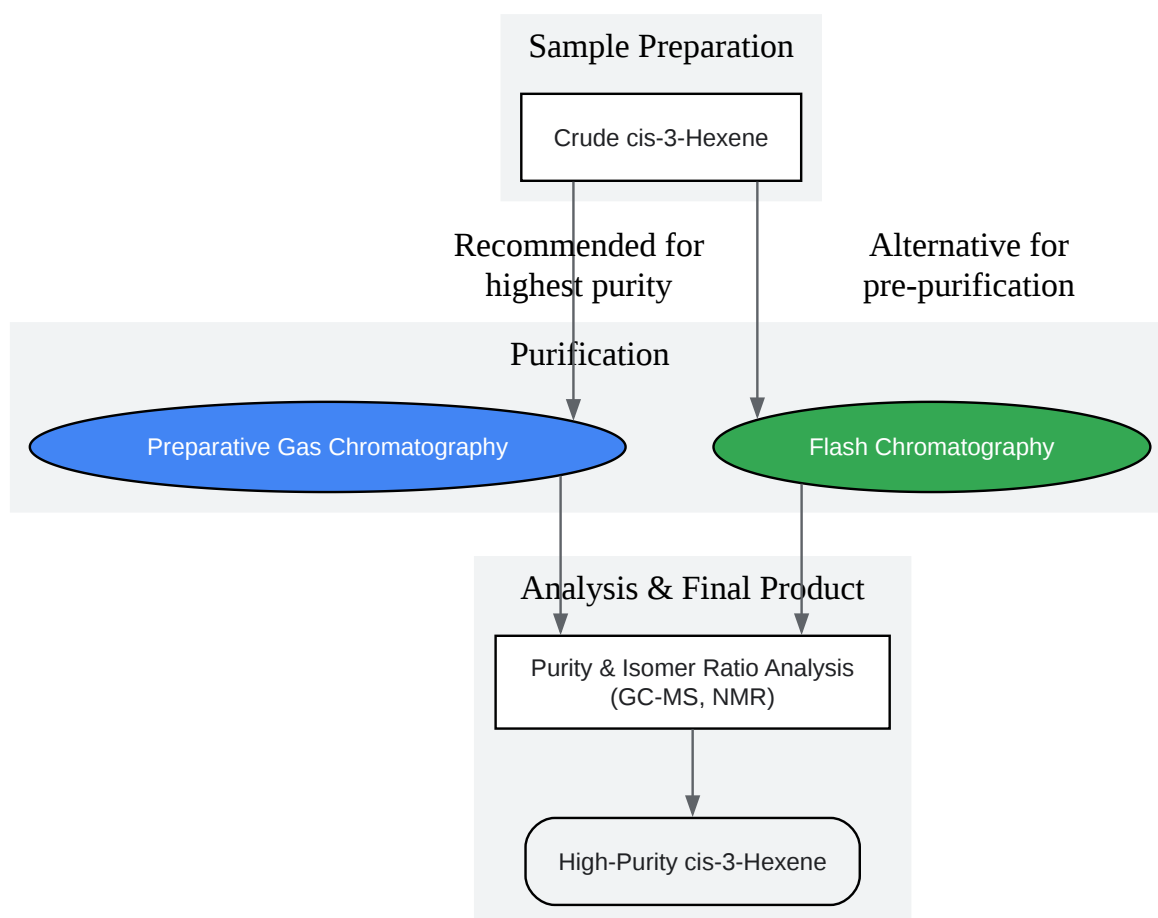 Sample Preparation
Crude cis-3-Hexene
Recommended for
highest purity
Alternative for
pre-purification
Purification
Preparative Gas Chromatography
Flash Chromatography
Analysis & Final Product
Purity & Isomer Ratio Analysis
(GC-MS, NMR)
High-Purity cis-3-Hexene